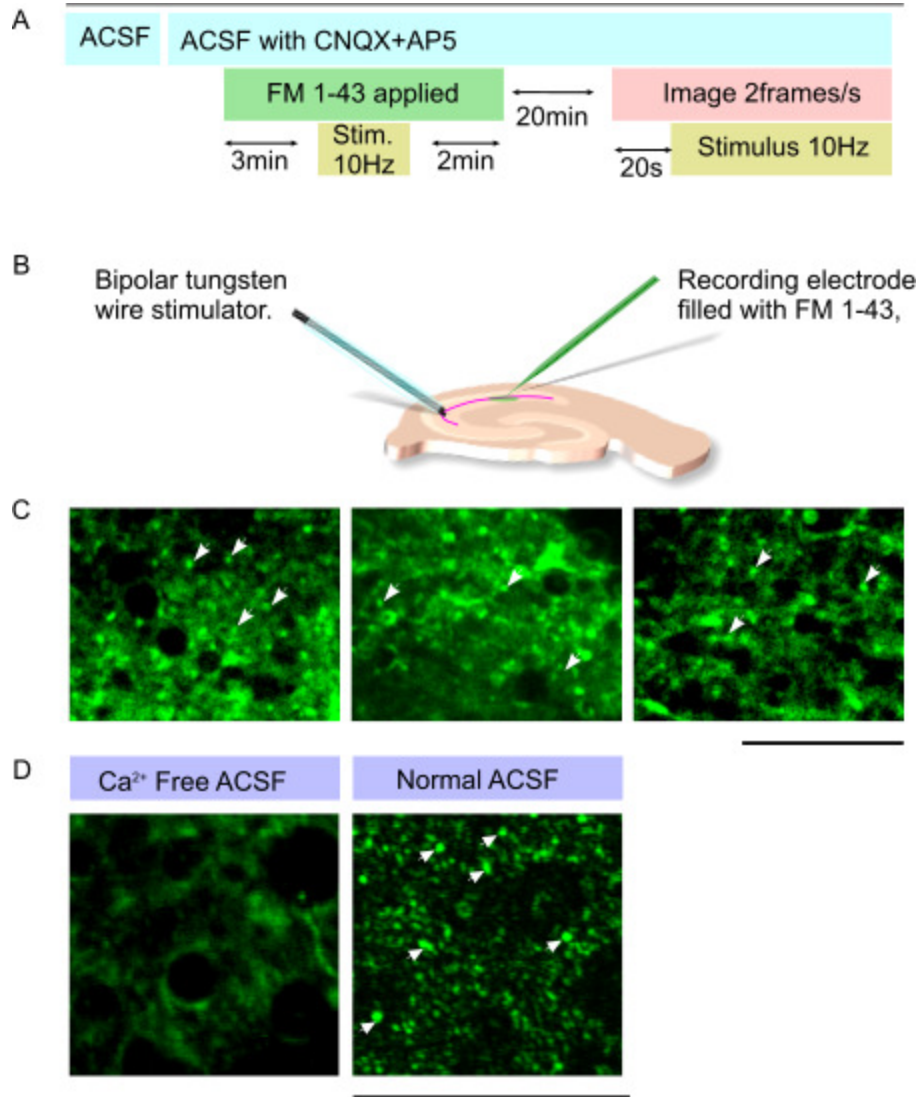 A
ACSF
ACSF with CNQX+AP5
FM 1-43 applied
20min
Image 2frames/s
3min
Stim.
10Hz
2min
20s
Stimulus 10Hz
B
Bipolar tungsten
wire stimulator.
Recording electrode
filled with FM 1-43,
C
D
Ca²⁺ Free ACSF
Normal ACSF